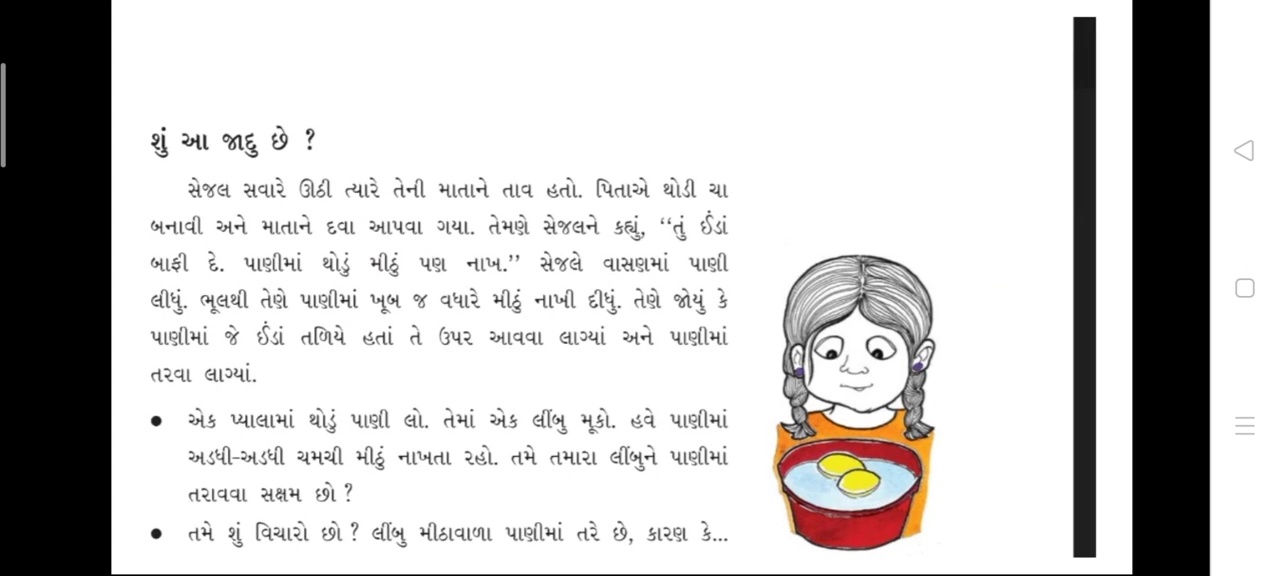 શું આ જાદુ છે ?
સેજલ સવારે ઊઠી ત્યારે તેની માતાને તાવ હતો. પિતાએ થોડી ચા
બનાવી અને માતાને દવા આપવા ગયા. તેમણે સેજલને કહ્યું, ‘‘તું ઈંડાં
બાફી દે. પાણીમાં થોડું મીઠું પણ નાખ.’’ સેજલે વાસણમાં પાણી
લીધું. ભૂલથી તેણે પાણીમાં ખૂબ જ વધારે મીઠું નાખી દીધું. તેણે જોયું કે
પાણીમાં જે ઈંડાં તળિયે હતાં તે ઉપર આવવા લાગ્યાં અને પાણીમાં
તરવા લાગ્યાં.
● એક પ્યાલામાં થોડું પાણી લો. તેમાં એક લીંબુ મૂકો. હવે પાણીમાં
અડધી-અડધી ચમચી મીઠું નાખતા રહો. તમે તમારા લીંબુને પાણીમાં
તરાવવા સક્ષમ છો ?
● તમે શું વિચારો છો ? લીંબુ મીઠાવાળા પાણીમાં તરે છે, કારણ કે...